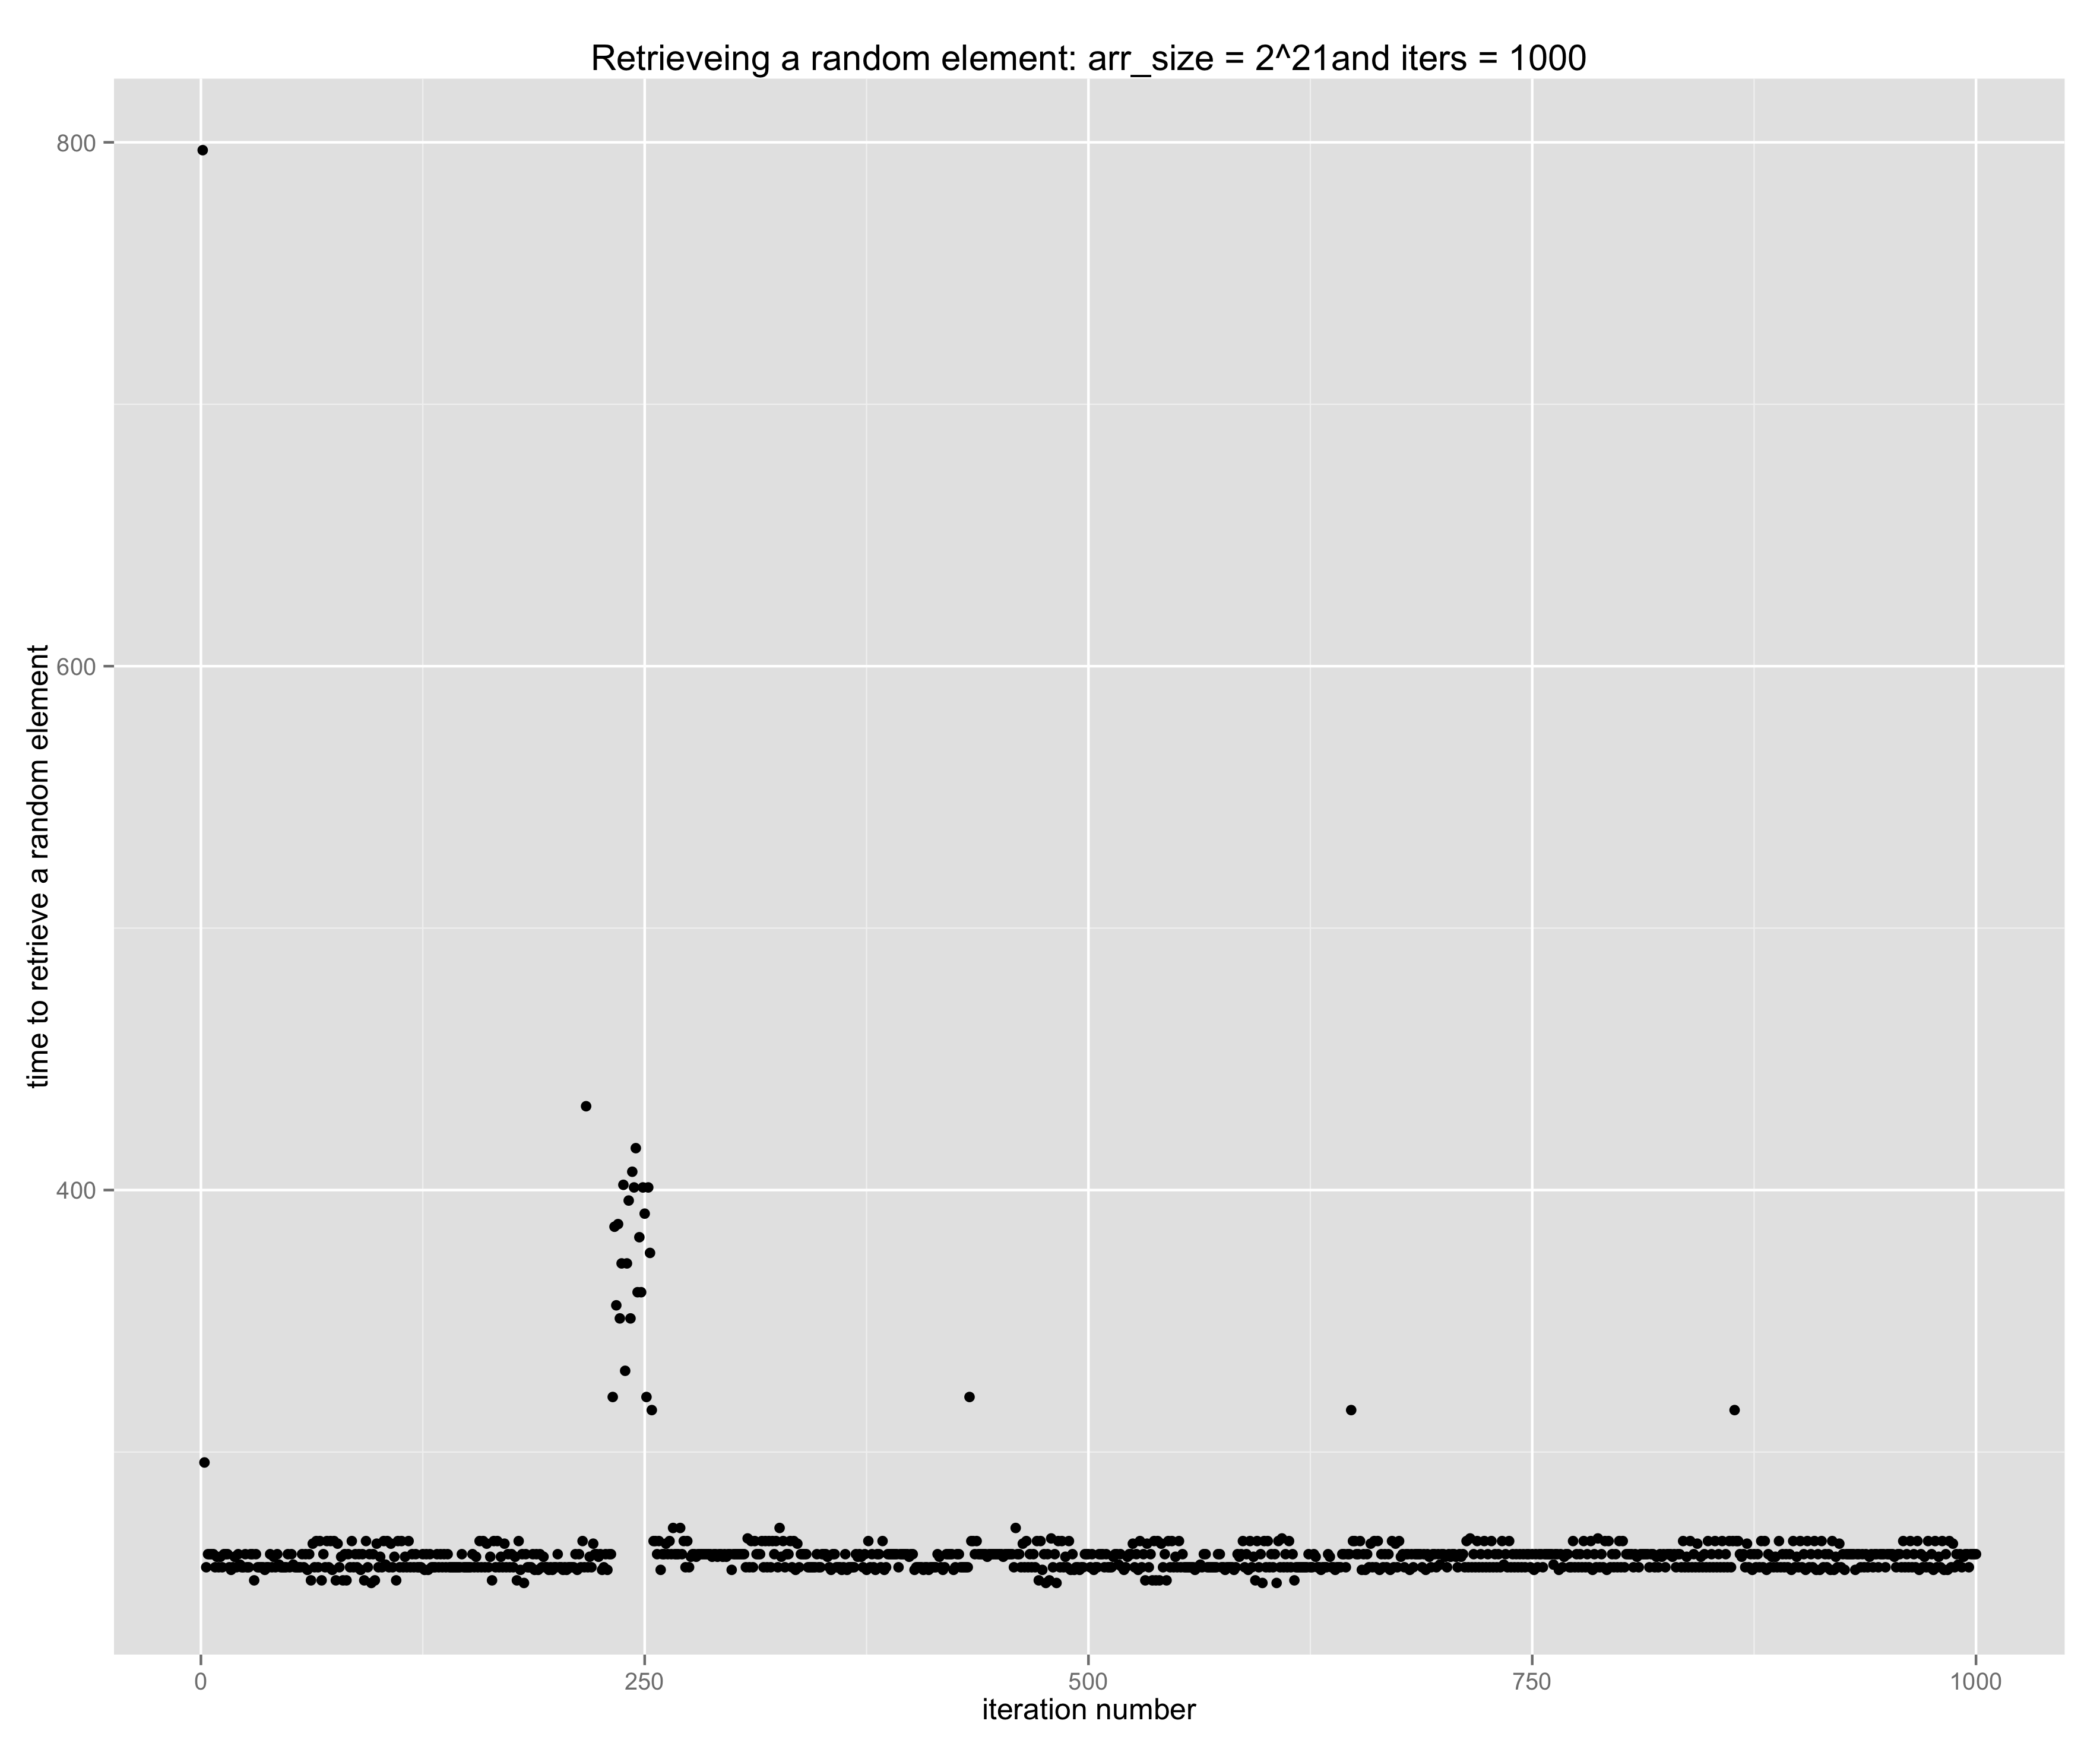 Retrieveing a random element: arr_size = 2^21and iters = 1000
800
600
400
time to retrieve a random element
0 250 500 750 1000
iteration number